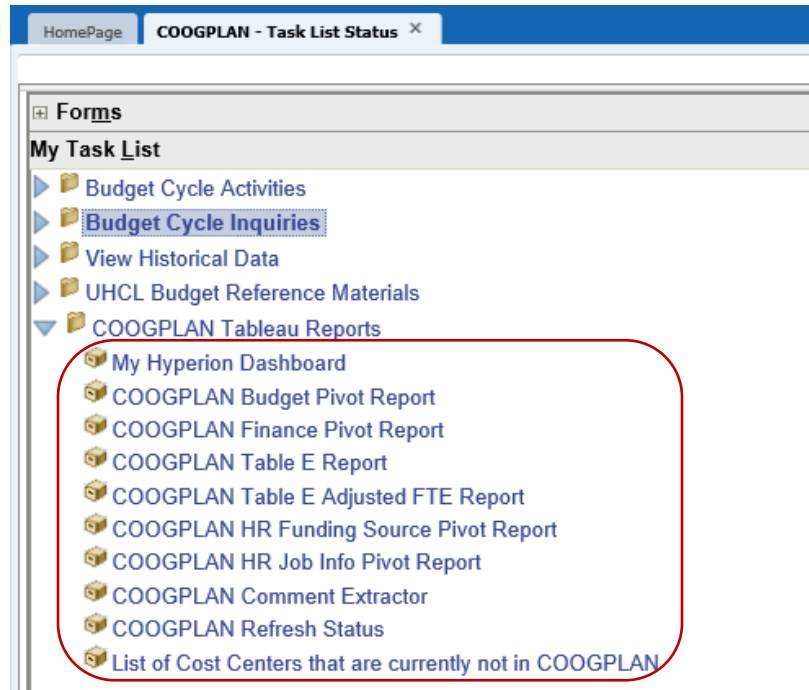 HomePage COOGPLAN - Task List Status ×
Forms
My Task List
Budget Cycle Activities
Budget Cycle Inquiries
View Historical Data
UHCL Budget Reference Materials
COOGPLAN Tableau Reports
My Hyperion Dashboard
COOGPLAN Budget Pivot Report
COOGPLAN Finance Pivot Report
COOGPLAN Table E Report
COOGPLAN Table E Adjusted FTE Report
COOGPLAN HR Funding Source Pivot Report
COOGPLAN HR Job Info Pivot Report
COOGPLAN Comment Extractor
COOGPLAN Refresh Status
List of Cost Centers that are currently not in COOGPLAN